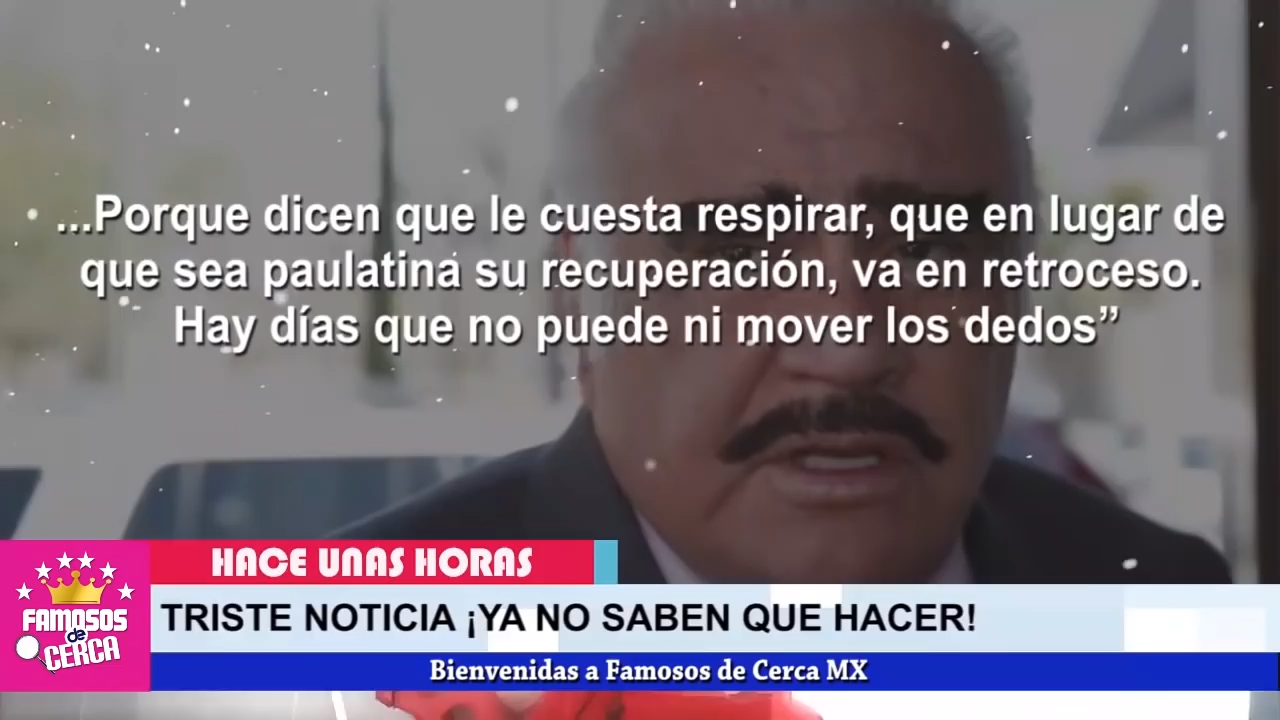 ...Porque dicen que le cuesta respirar, que en lugar de
que sea paulatina su recuperación, va en retroceso.
Hay días que no puede ni mover los dedos”
HACE UNAS HORAS
TRISTE NOTICIA ¡YA NO SABEN QUE HACER!
FAMOSOS
de
CERCA
Bienvenidas a Famosos de Cerca MX